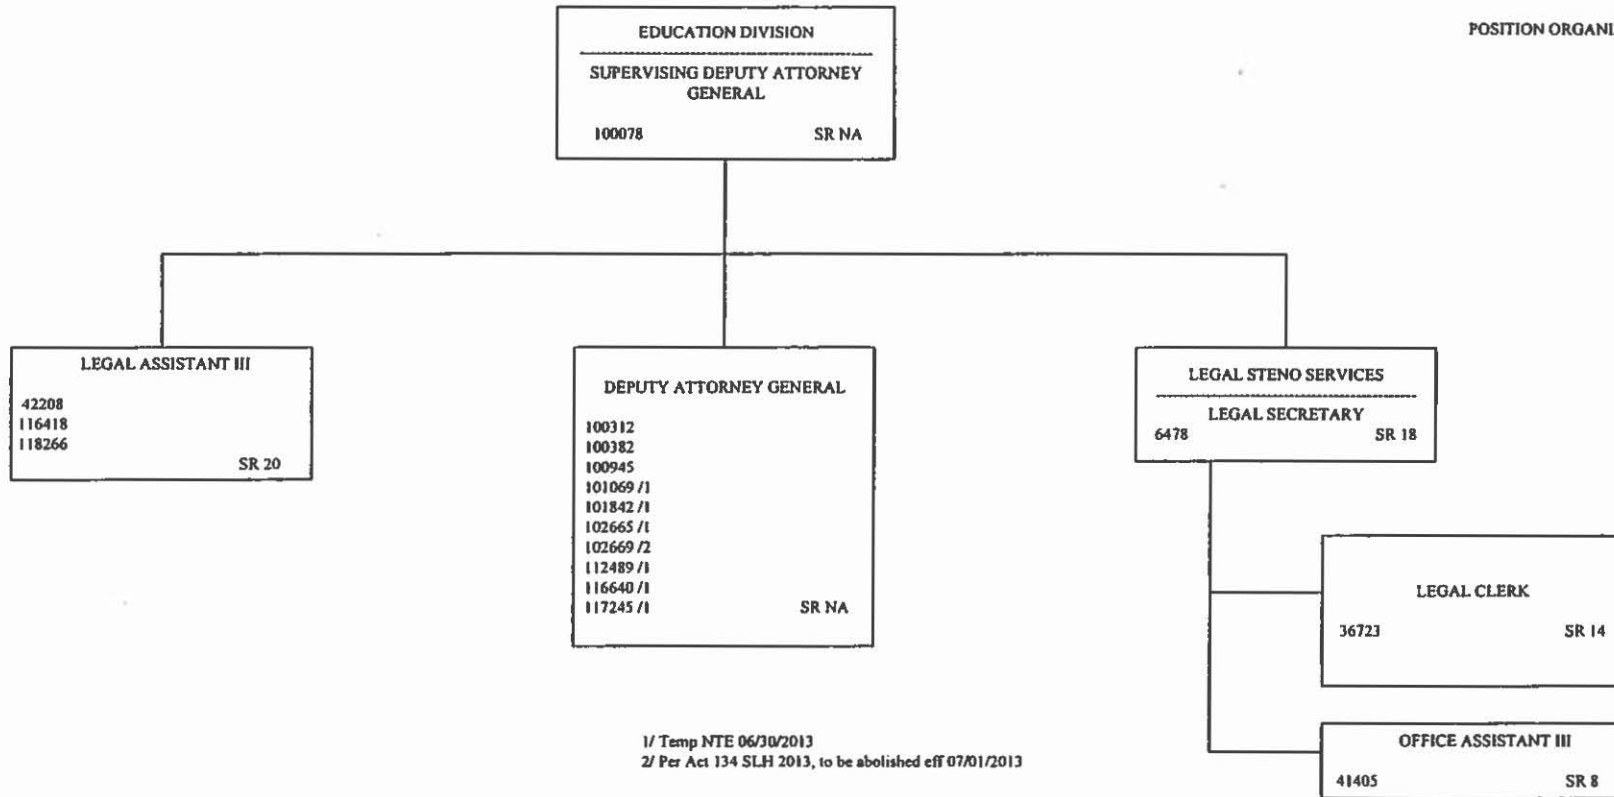 POSITION ORGANI
EDUCATION DIVISION
SUPERVISING DEPUTY ATTORNEY
GENERAL
100078 SR NA
LEGAL ASSISTANT III
42208
116418
118266
SR 20
DEPUTY ATTORNEY GENERAL
100312
100382
100945
101069 /1
101842 /1
102665 /1
102669 /2
112489 /1
116640 /1
117245 /1 SR NA
LEGAL STENO SERVICES
LEGAL SECRETARY
6478 SR 18
LEGAL CLERK
36723 SR 14
OFFICE ASSISTANT III
41405 SR 8
1/ Temp NTE 06/30/2013
2/ Per Act 134 SLH 2013, to be abolished eff 07/01/2013